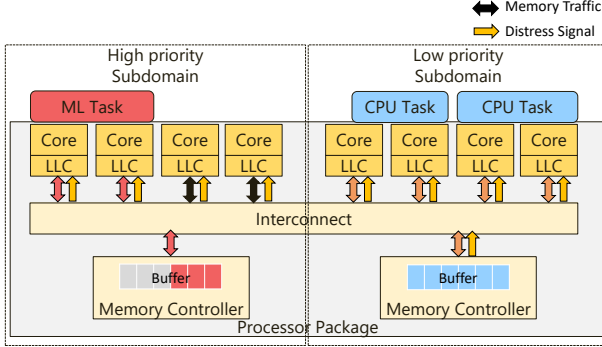 Memory Traffic
Distress Signal
High priority
Subdomain
Low priority
Subdomain
ML Task
CPU Task
CPU Task
Core
Core
Core
Core
Core
Core
Core
Core
LLC
LLC
LLC
LLC
LLC
LLC
LLC
LLC
Interconnect
Buffer
Buffer
Memory Controller
Memory Controller
Processor Package